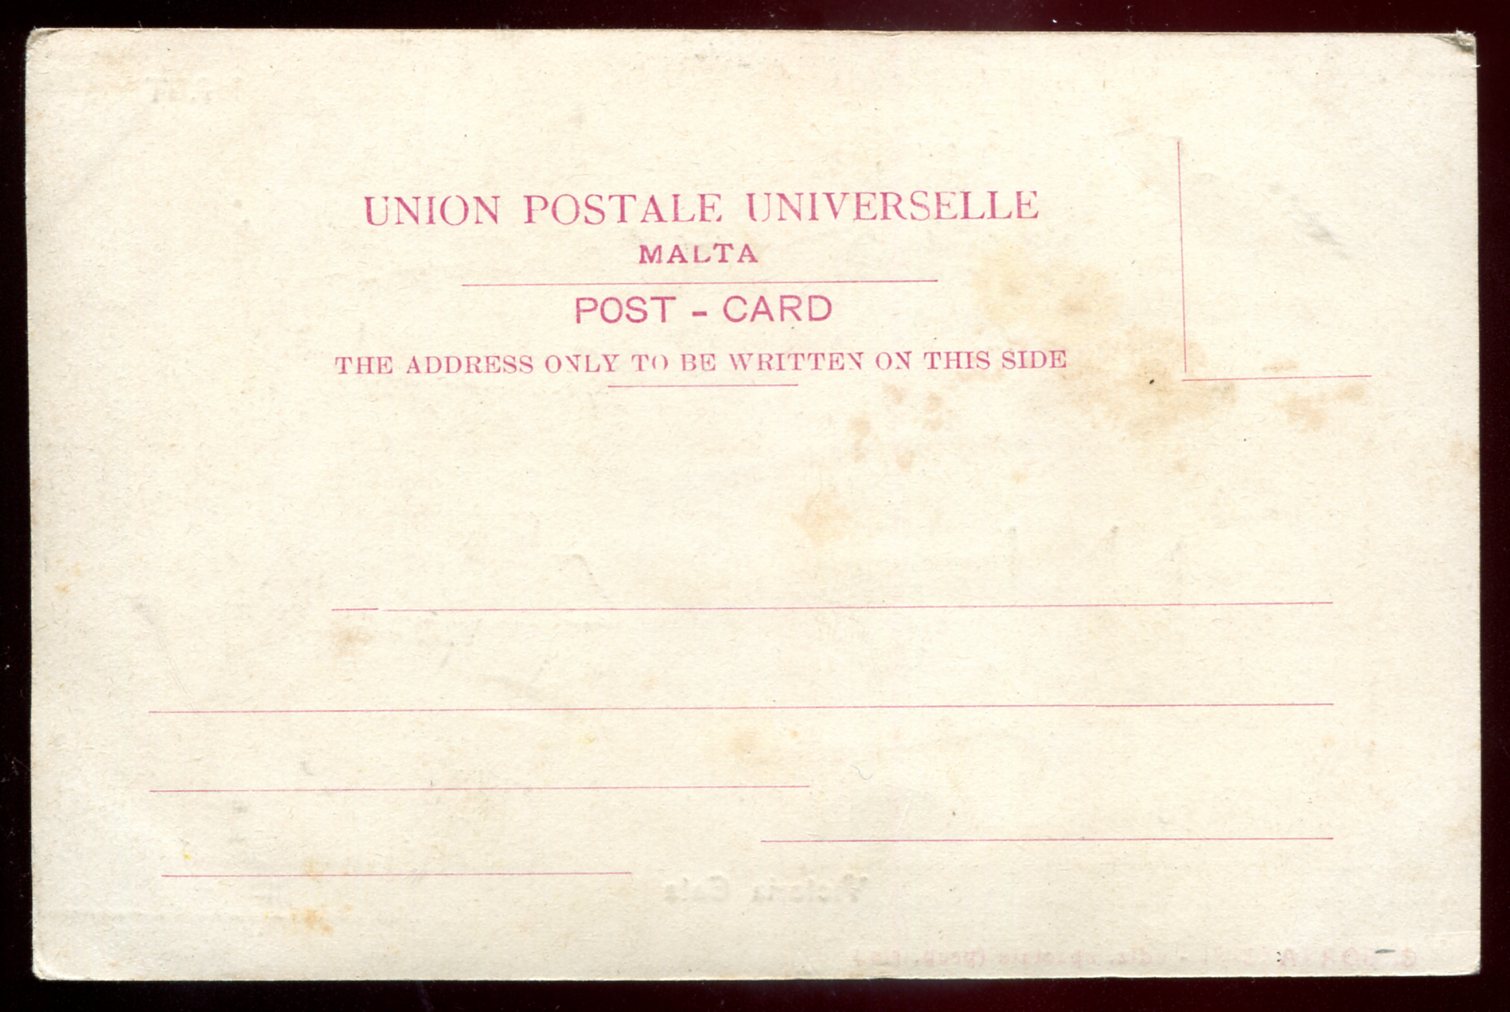 UNION POSTALE UNIVERSELLE
MALTA
POST - CARD
THE ADDRESS ONLY TO BE WRITTEN ON THIS SIDE